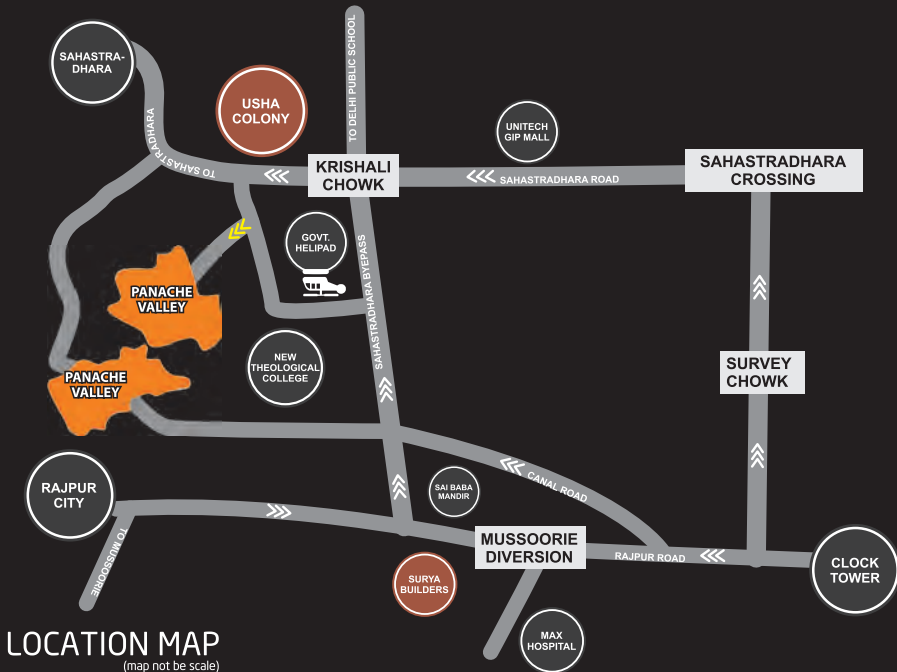 SAHASTRA-
DHARA
USHA
COLONY
TO DELHI PUBLIC SCHOOL
UNITECH
GIP MALL
TO SAHASTRADHARA
KRISHALI
CHOWK
SAHASTRADHARA ROAD
SAHASTRADHARA
CROSSING
GOVT.
HELIPAD
SAHASTRADHARA BYEPASS
PANACHE
VALLEY
NEW
THEOLOGICAL
COLLEGE
PANACHE
VALLEY
SURVEY
CHOWK
RAJPUR
CITY
SAI BABA
MANDIR
CANAL ROAD
TO MUSSOORIE
MUSSOORIE
DIVERSION
RAJPUR ROAD
CLOCK
TOWER
SURYA
BUILDERS
MAX
HOSPITAL
LOCATION MAP
(map not be scale)